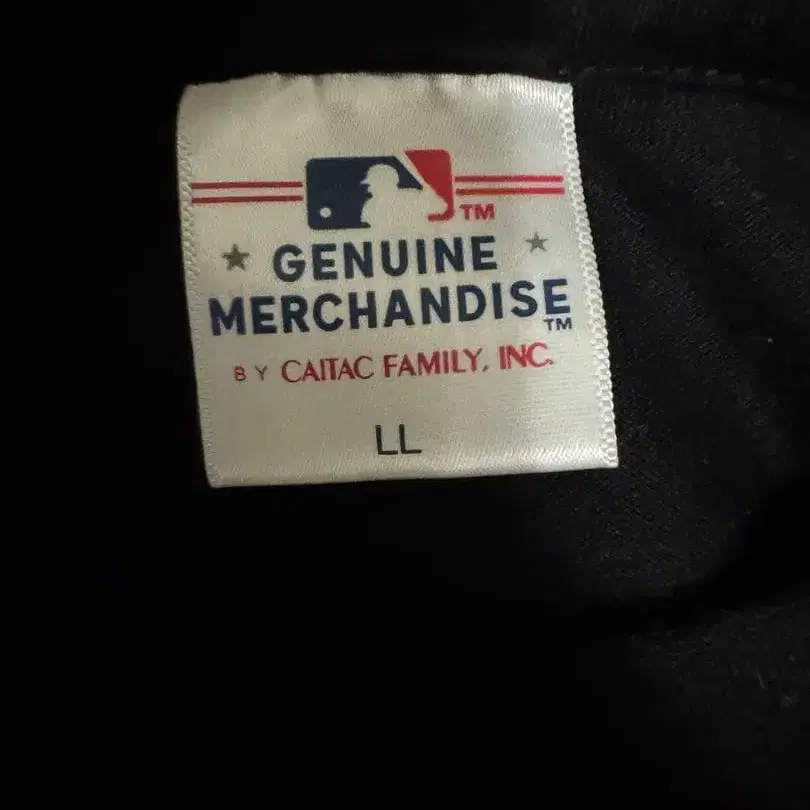 TM
GENUINE
MERCHANDISE TM
BY CAITAC FAMILY, INC.
LL